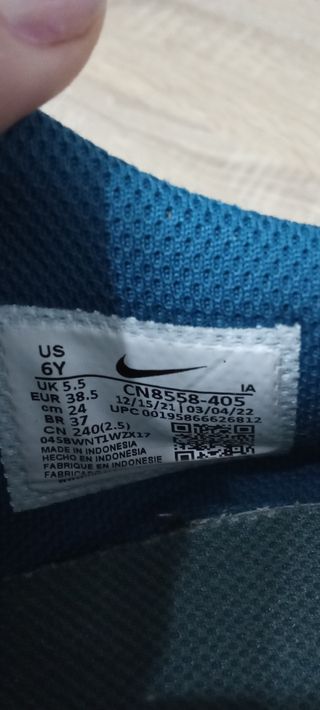 US
6Y
UK 5.5
EUR 38.5
cm 24
BR 37
CN 240(2.5)
CN8558-405 IA
12/15/21 | 03/04/22
UPC 00195866626812
04SBWNT1WZX17
MADE IN INDONESIA
HECHO EN INDONESIA
FABRIQUE EN INDONESIE